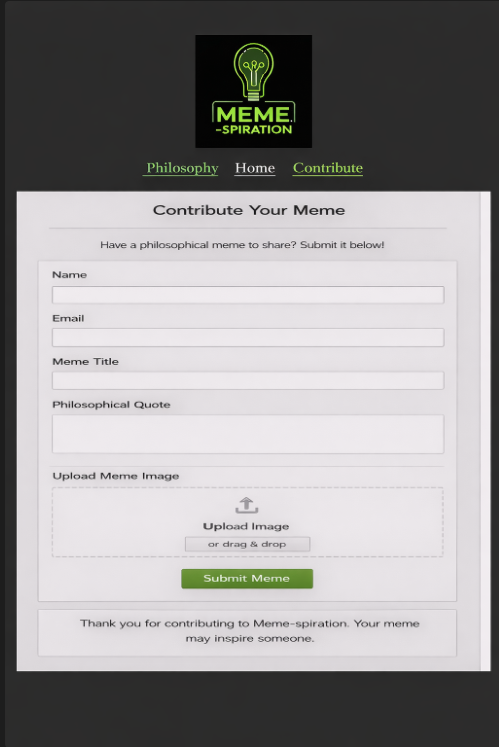 MEME.
-SPIRATION
Philosophy Home Contribute
Contribute Your Meme
Have a philosophical meme to share? Submit it below!
Name
Email
Meme Title
Philosophical Quote
Upload Meme Image
Upload Image
or drag & drop
Submit Meme
Thank you for contributing to Meme-spiration. Your meme
may inspire someone.